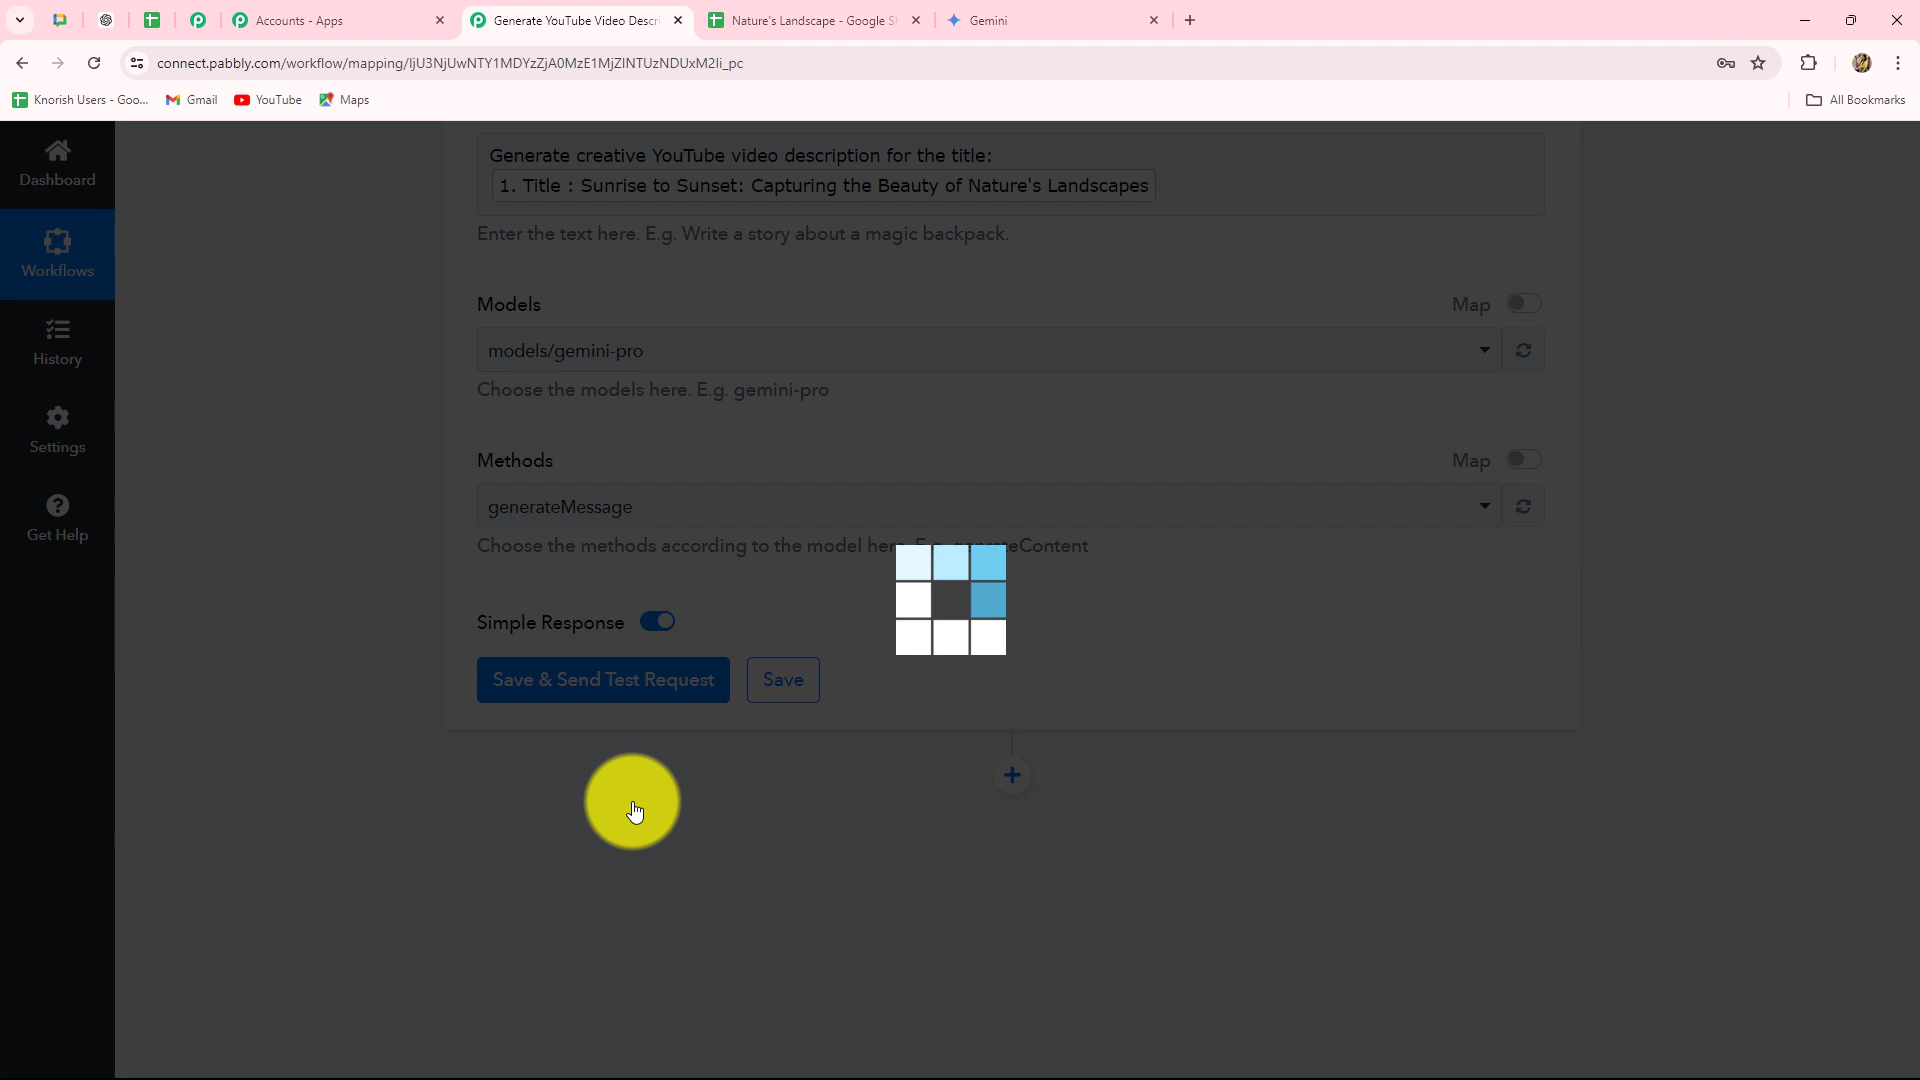 Accounts - Apps
Generate YouTube Video Descri
Nature's Landscape - Google Sh
Gemini
connect.pabbly.com/workflow/mapping/IjU3NjUwNTY1MDYzZjA0MzE1MjZlNTUzNDUxM2Ii_pc
Knorish Users - Goo...
Gmail
YouTube
Maps
All Bookmarks
Dashboard
Workflows
History
Settings
Get Help
Generate creative YouTube video description for the title:
1. Title : Sunrise to Sunset: Capturing the Beauty of Nature's Landscapes
Enter the text here. E.g. Write a story about a magic backpack.
Models
Map
models/gemini-pro
Choose the models here. E.g. gemini-pro
Methods
Map
generateMessage
Choose the methods according to the model here. E.g. generateContent
Simple Response
Save & Send Test Request
Save